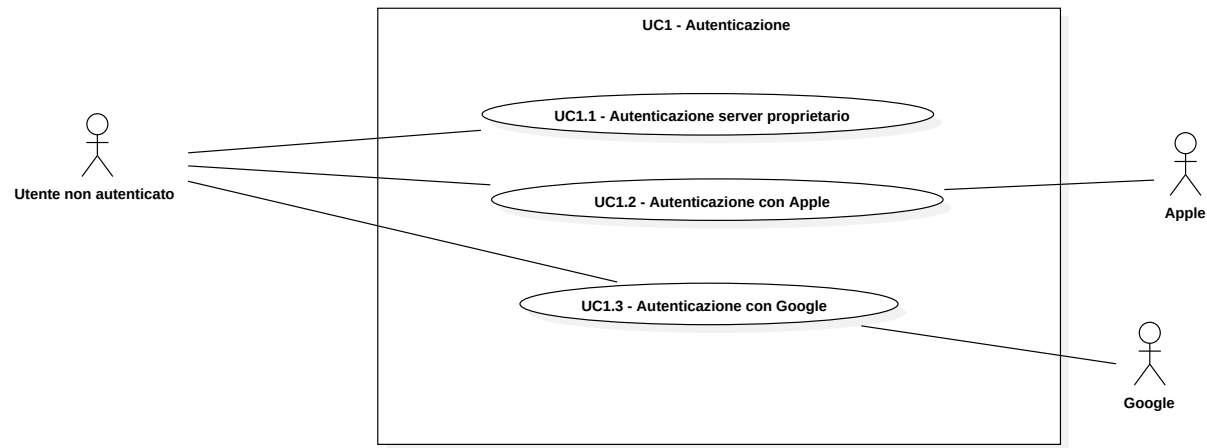 UC1 - Autenticazione
UC1.1 - Autenticazione server proprietario
Utente non autenticato
UC1.2 - Autenticazione con Apple
Apple
UC1.3 - Autenticazione con Google
Google